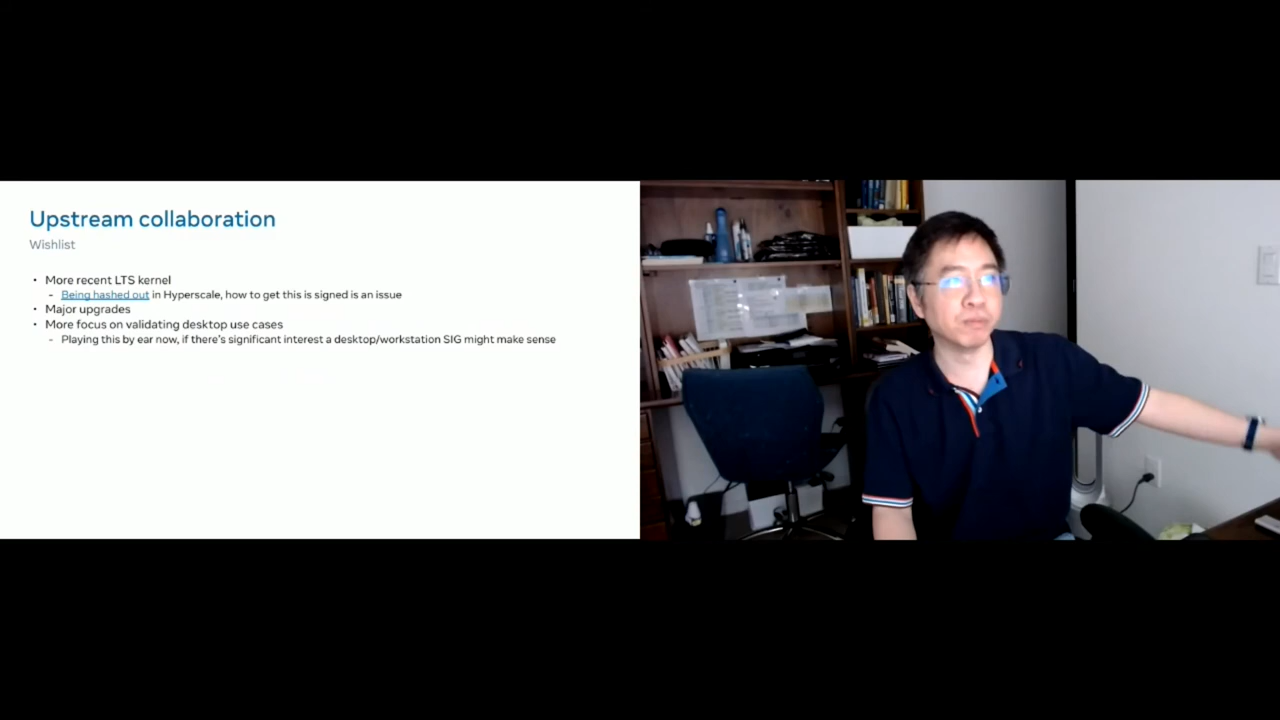 Upstream collaboration
Wishlist
• More recent LTS kernel
- Being hashed out in Hyperscale, how to get this is signed is an issue
• Major upgrades
• More focus on validating desktop use cases
- Playing this by ear now, if there's significant interest a desktop/workstation SIG might make sense